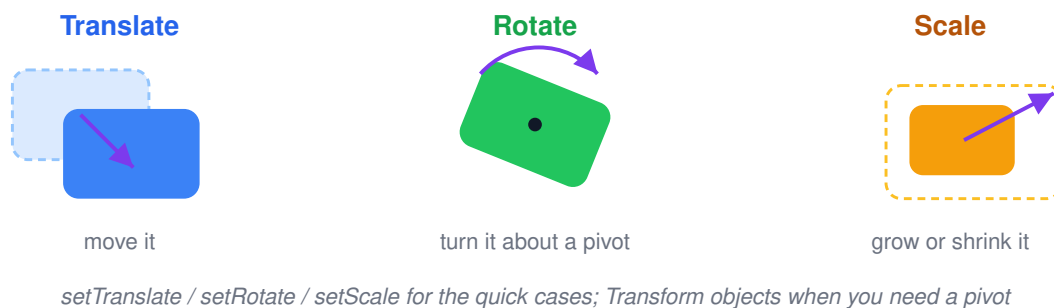 Translate
Rotate
Scale
move it
turn it about a pivot
grow or shrink it
setTranslate / setRotate / setScale for the quick cases; Transform objects when you need a pivot